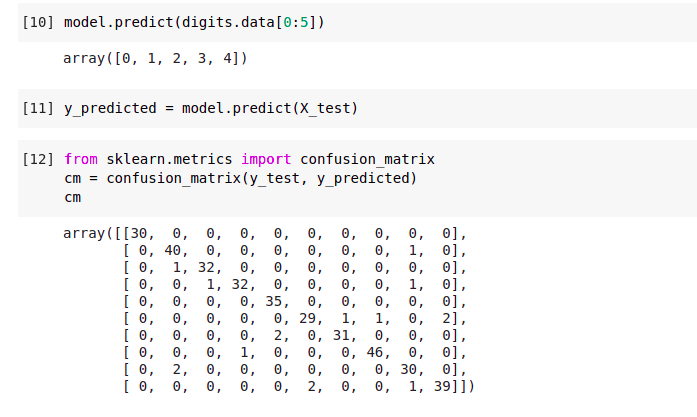 [10] model.predict(digits.data[0:5])
array([0, 1, 2, 3, 4])
[11] y_predicted = model.predict(X_test)
[12] from sklearn.metrics import confusion_matrix
cm = confusion_matrix(y_test, y_predicted)
cm
array([[30, 0, 0, 0, 0, 0, 0, 0, 0, 0],
[ 0, 40, 0, 0, 0, 0, 0, 0, 1, 0],
[ 0, 1, 32, 0, 0, 0, 0, 0, 0, 0],
[ 0, 0, 1, 32, 0, 0, 0, 0, 1, 0],
[ 0, 0, 0, 0, 35, 0, 0, 0, 0, 0],
[ 0, 0, 0, 0, 0, 29, 1, 1, 0, 2],
[ 0, 0, 0, 0, 2, 0, 31, 0, 0, 0],
[ 0, 0, 0, 1, 0, 0, 0, 46, 0, 0],
[ 0, 2, 0, 0, 0, 0, 0, 0, 30, 0],
[ 0, 0, 0, 0, 0, 2, 0, 0, 1, 39]])